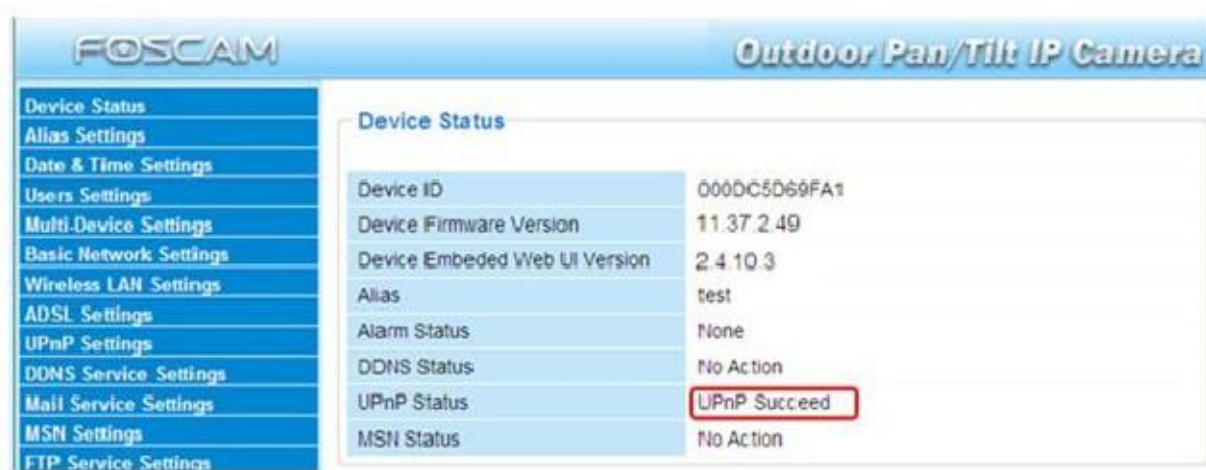 FOSCAM
Outdoor Pan/Tilt IP Camera
Device Status
Alias Settings
Date & Time Settings
Users Settings
Multi-Device Settings
Basic Network Settings
Wireless LAN Settings
ADSL Settings
UPnP Settings
DDNS Service Settings
Mail Service Settings
MSN Settings
FTP Service Settings
Device Status
Device ID 000DC5D69FA1
Device Firmware Version 11.37.2.49
Device Embeded Web UI Version 2.4.10.3
Alias test
Alarm Status None
DDNS Status No Action
UPnP Status UPnP Succeed
MSN Status No Action